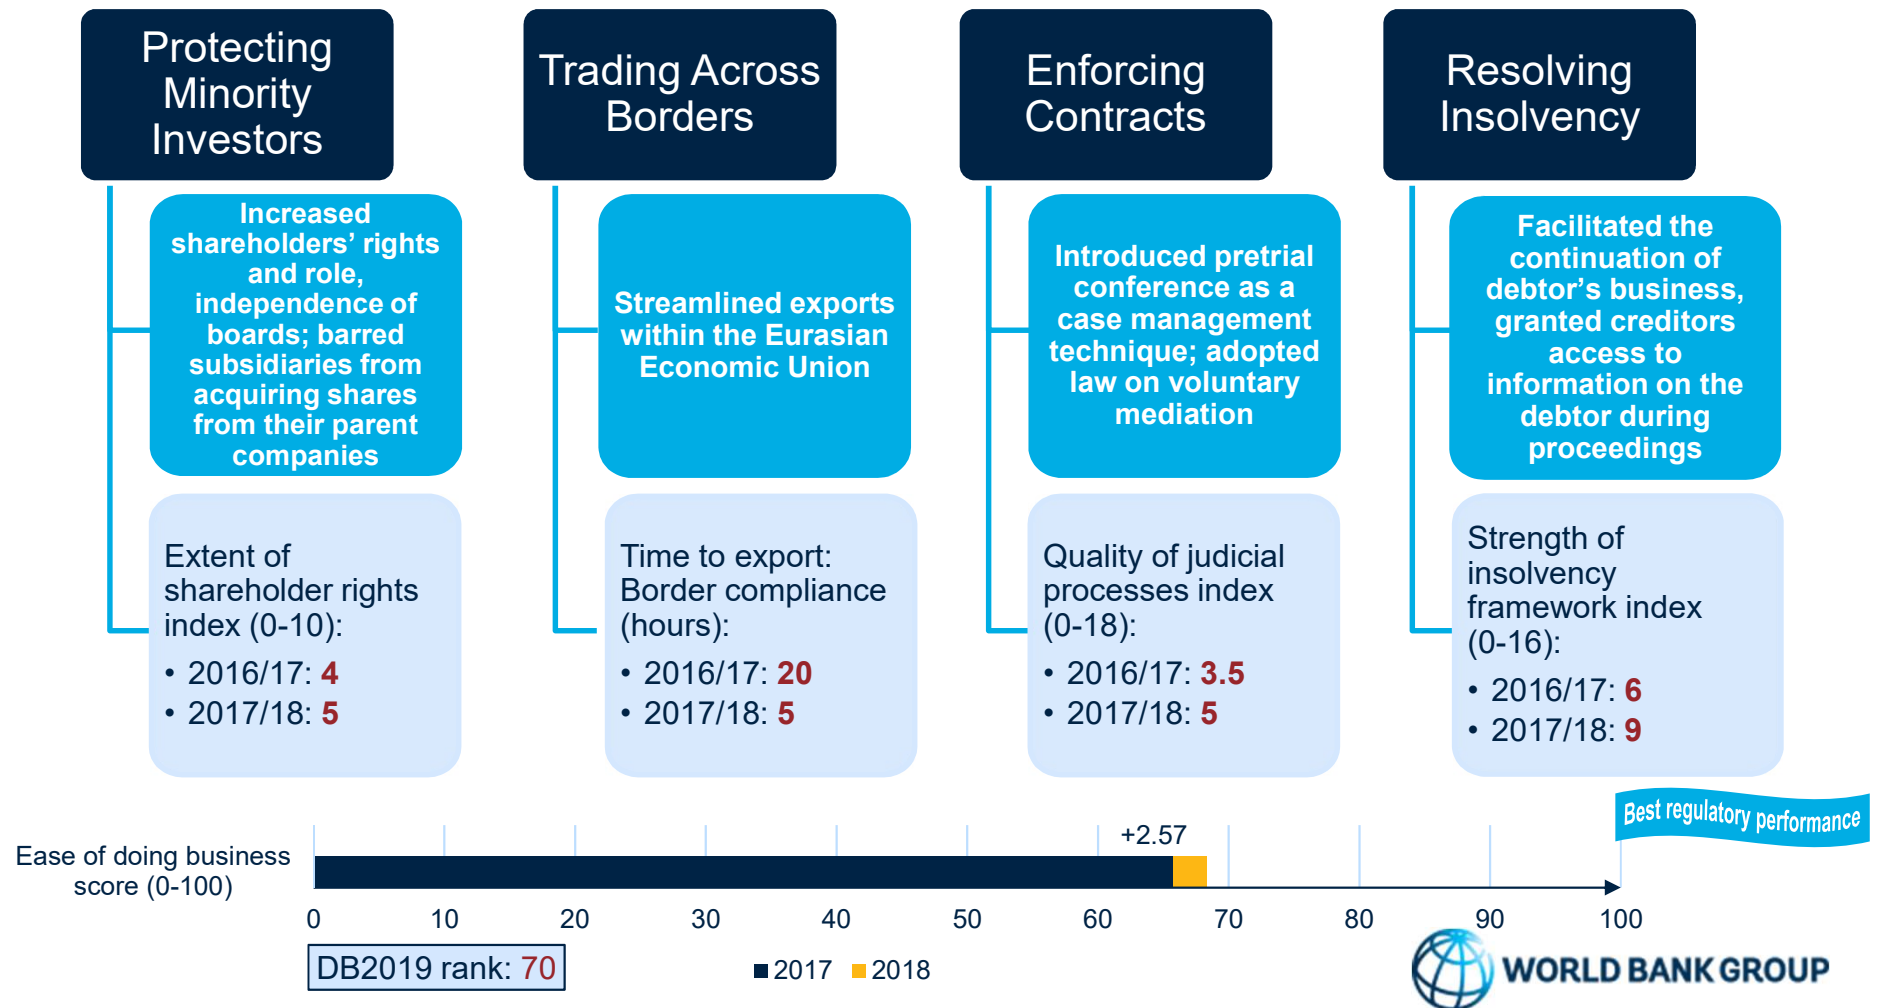 Protecting
Minority
Investors
Increased
shareholders’ rights
and role,
independence of
boards; barred
subsidiaries from
acquiring shares
from their parent
companies
Extent of
shareholder rights
index (0-10):
• 2016/17: 4
• 2017/18: 5
Trading Across
Borders
Streamlined exports
within the Eurasian
Economic Union
Time to export:
Border compliance
(hours):
• 2016/17: 20
• 2017/18: 5
Enforcing
Contracts
Introduced pretrial
conference as a
case management
technique; adopted
law on voluntary
mediation
Quality of judicial
processes index
(0-18):
• 2016/17: 3.5
• 2017/18: 5
Resolving
Insolvency
Facilitated the
continuation of
debtor’s business,
granted creditors
access to
information on the
debtor during
proceedings
Strength of
insolvency
framework index
(0-16):
• 2016/17: 6
• 2017/18: 9
Best regulatory performance
+2.57
Ease of doing business
score (0-100)
0 10 20 30 40 50 60 70 80 90 100
DB2019 rank: 70
2017 2018
WORLD BANK GROUP